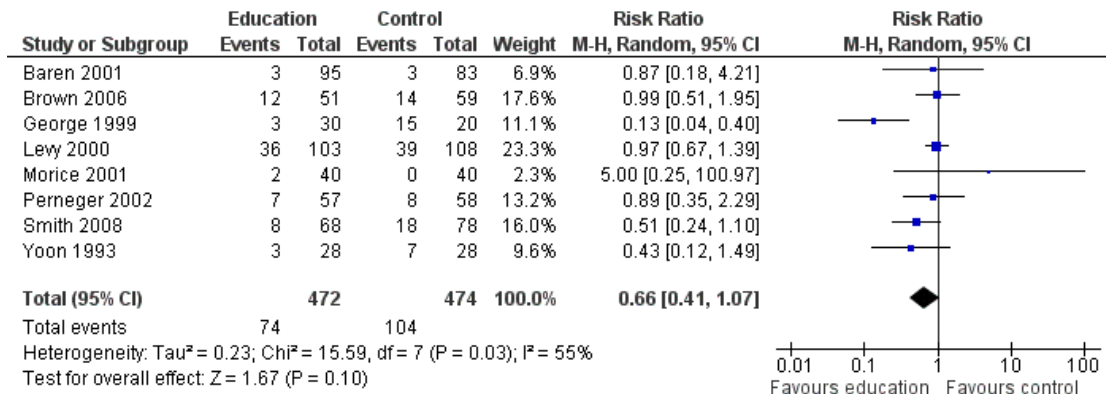 Education Control Risk Ratio Risk Ratio
Study or Subgroup Events Total Events Total Weight M-H, Random, 95% CI M-H, Random, 95% CI
Baren 2001 3 95 3 83 6.9% 0.87 [0.18, 4.21]
Brown 2006 12 51 14 59 17.6% 0.99 [0.51, 1.95]
George 1999 3 30 15 20 11.1% 0.13 [0.04, 0.40]
Levy 2000 36 103 39 108 23.3% 0.97 [0.67, 1.39]
Morice 2001 2 40 0 40 2.3% 5.00 [0.25, 100.97]
Perneger 2002 7 57 8 58 13.2% 0.89 [0.35, 2.29]
Smith 2008 8 68 18 78 16.0% 0.51 [0.24, 1.10]
Yoon 1993 3 28 7 28 9.6% 0.43 [0.12, 1.49]
Total (95% CI) 472 474 100.0% 0.66 [0.41, 1.07]
Total events 74 104
Heterogeneity: Tau² = 0.23; Chi² = 15.59, df = 7 (P = 0.03); I² = 55%
Test for overall effect: Z = 1.67 (P = 0.10)
0.01 0.1 1 10 100
Favours education Favours control